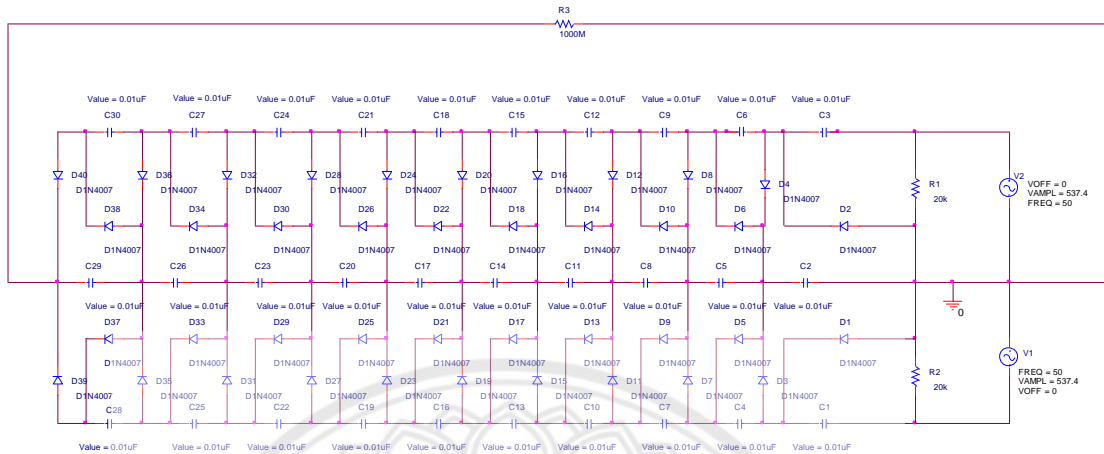 R3
1000M
Value = 0.01uF Value = 0.01uF Value = 0.01uF Value = 0.01uF Value = 0.01uF Value = 0.01uF Value = 0.01uF Value = 0.01uF Value = 0.01uF Value = 0.01uF
C30 C27 C24 C21 C18 C15 C12 C9 C6 C3
D40 D36 D32 D28 D24 D20 D16 D12 D8 D4 R1 V2
D1N4007 D1N4007 D1N4007 D1N4007 D1N4007 D1N4007 D1N4007 D1N4007 D1N4007 D1N4007 20k VOFF = 0
VAMPL = 537.4
FREQ = 50
D38 D34 D30 D26 D22 D18 D14 D10 D6 D2
D1N4007 D1N4007 D1N4007 D1N4007 D1N4007 D1N4007 D1N4007 D1N4007 D1N4007 D1N4007
C29 C26 C23 C20 C17 C14 C11 C8 C5 C2
Value = 0.01uF Value = 0.01uF Value = 0.01uF Value = 0.01uF Value = 0.01uF Value = 0.01uF Value = 0.01uF Value = 0.01uF Value = 0.01uF Value = 0.01uF
0
D37 D33 D29 D25 D21 D17 D13 D9 D5 D1
D1N4007 D1N4007 D1N4007 D1N4007 D1N4007 D1N4007 D1N4007 D1N4007 D1N4007 D1N4007
V1
D39 D35 D31 D27 D23 D19 D15 D11 D7 D3 R2 FREQ = 50
D1N4007 D1N4007 D1N4007 D1N4007 D1N4007 D1N4007 D1N4007 D1N4007 D1N4007 D1N4007 20k VAMPL = 537.4
VOFF = 0
C28 C25 C22 C19 C16 C13 C10 C7 C4 C1
Value = 0.01uF Value = 0.01uF Value = 0.01uF Value = 0.01uF Value = 0.01uF Value = 0.01uF Value = 0.01uF Value = 0.01uF Value = 0.01uF Value = 0.01uF